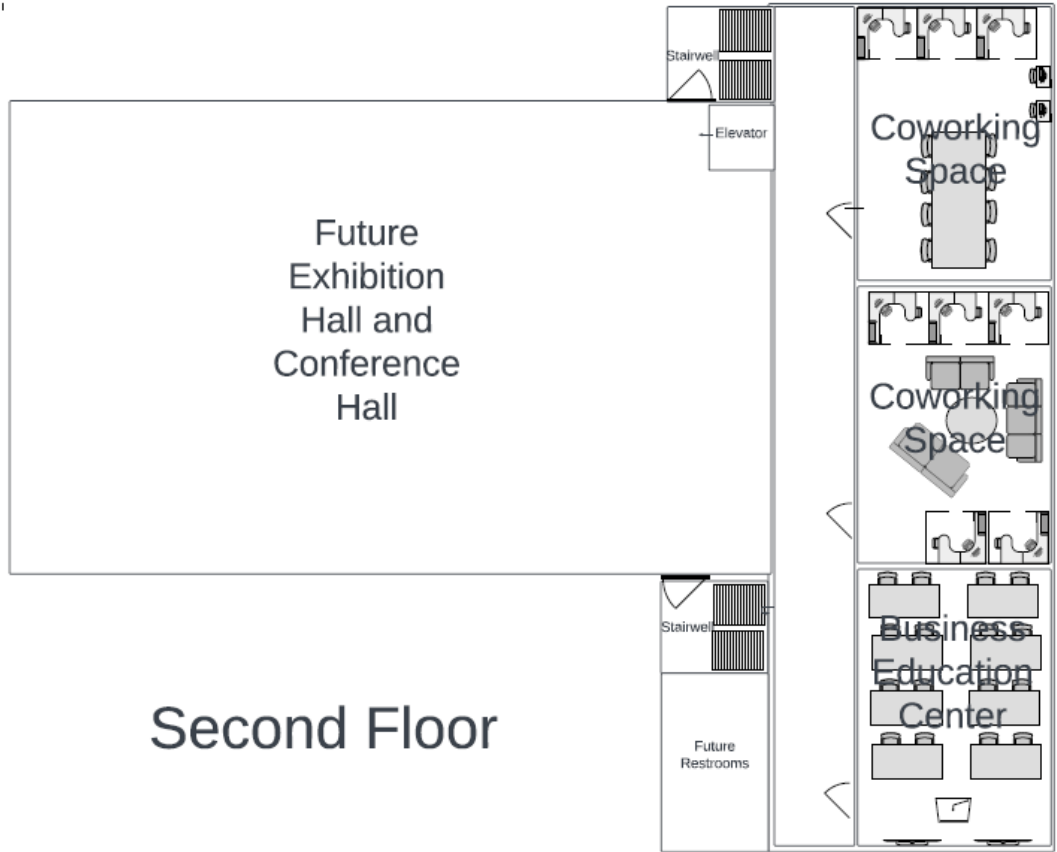 Stairwell
Elevator
Coworking
Space
Future
Exhibition
Hall and
Conference
Hall
Coworking
Space
Stairwell
Business
Education
Center
Second Floor
Future
Restrooms